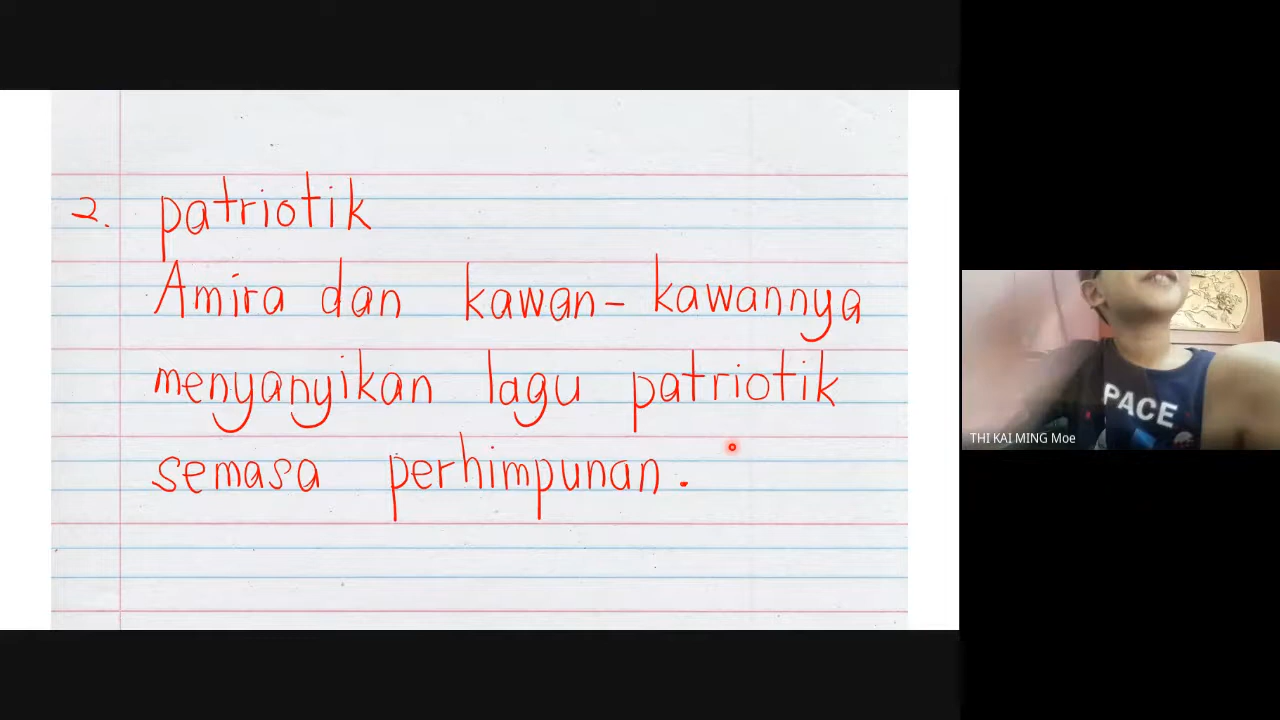 2. patriotik
Amira dan kawan-kawannya
menyanyikan lagu patriotik
semasa perhimpunan.
PACE
THI KAI MING Moe